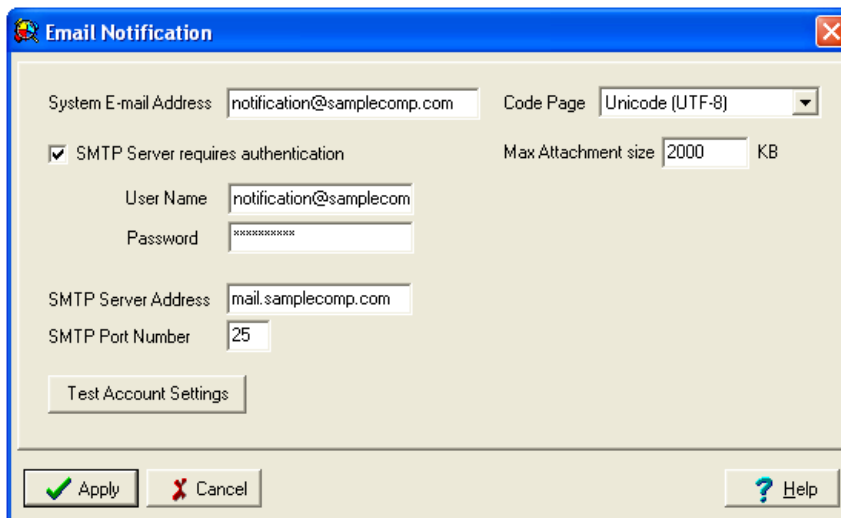 Email Notification
System E-mail Address notification@samplecomp.com Code Page Unicode (UTF-8)
SMTP Server requires authentication Max Attachment size 2000 KB
User Name notification@samplecom
Password **********
SMTP Server Address mail.samplecomp.com
SMTP Port Number 25
Test Account Settings
Apply Cancel Help